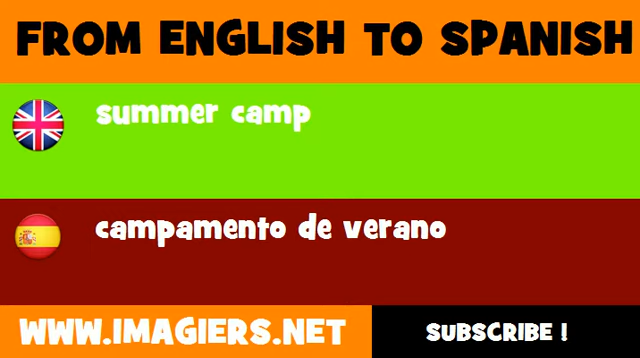 FROM ENGLISH TO SPANISH
summer camp
campamento de verano
WWW.IMAGIERS.NET
SUBSCRIBE !